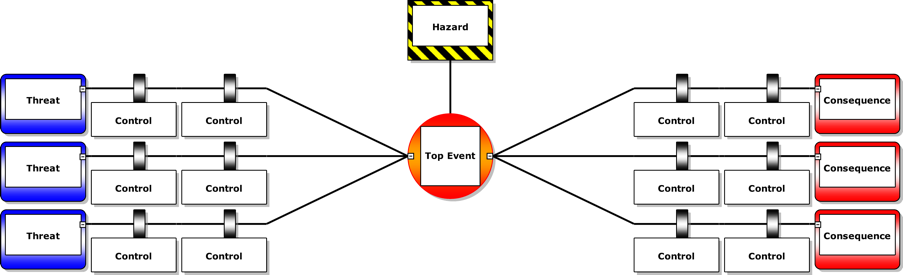 Hazard
Threat
Control
Control
Control
Control
Consequence
Top Event
Threat
Control
Control
Control
Control
Consequence
Threat
Control
Control
Control
Control
Consequence